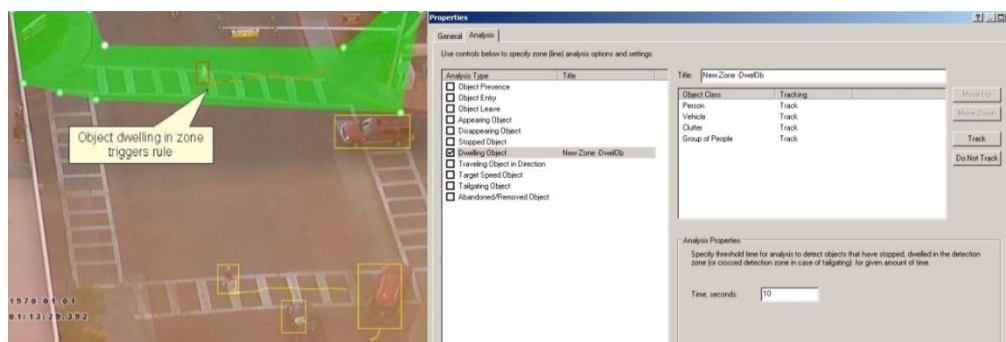 Object dwelling in zone
triggers rule
1970-01-01
01:13:29.392
Properties
General
Analysis
Use controls below to specify zone (line) analysis options and settings.
Analysis Type Title
Object Presence
Object Entry
Object Leave
Appearing Object
Disappearing Object
Stopped Object
Dwelling Object New Zone -DwelOb
Traveling Object in Direction
Target Speed Object
Tailgating Object
Abandoned/Removed Object
Title: New Zone -DwelOb
Object Class Tracking
Person Track
Vehicle Track
Clutter Track
Group of People Track
Move Up
Move Down
Track
Do Not Track
Analysis Properties
Specify threshold time for analysis to detect objects that have stopped, dwelled in the detection
zone (or crossed detection zone in case of tailgating) for given amount of time.
Time, seconds: 10